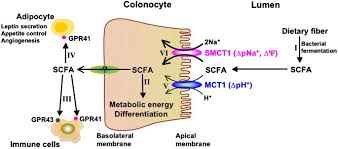 Adipocyte
Colonocyte
Lumen
Leptin secretion
Appetite control
Angiogenesis
GPR41
2Na⁺
SMCT1 (ΔpNa⁺, ΔΨ)
Dietary fiber
I
Bacterial
fermentation
IV
VI
SCFA
?
SCFA
SCFA
SCFA
II
V
MCT1 (ΔpH⁺)
H⁺
III
Metabolic energy
Differentiation
GPR43
GPR41
Immune cells
Basolateral
membrane
Apical
membrane